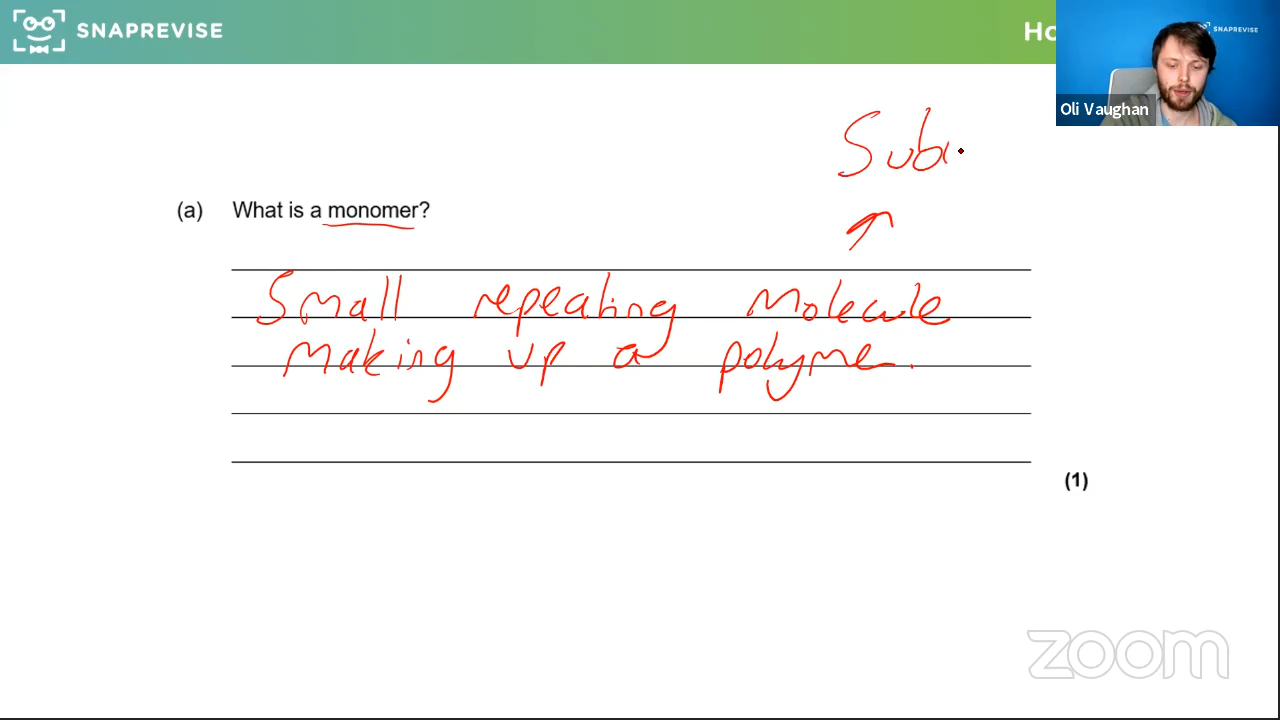 SNAPREVISE
Ho
SNAPREVISE
Oli Vaughan
Sub
(a) What is a monomer?
Small repeating molecule
making up a polymer.
(1)
zoom